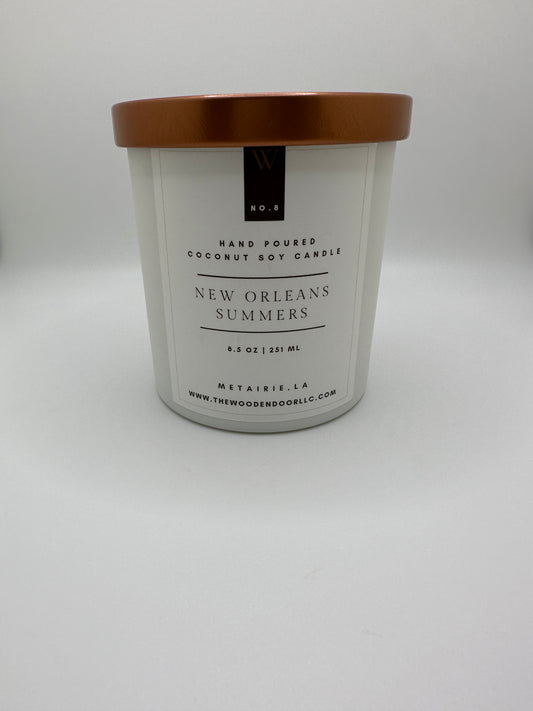 W
NO.8
HAND POURED
COCONUT SOY CANDLE
NEW ORLEANS
SUMMERS
8.5 OZ | 251 ML
METAIRIE,LA
WWW.THEWOODENDOORLLC.COM